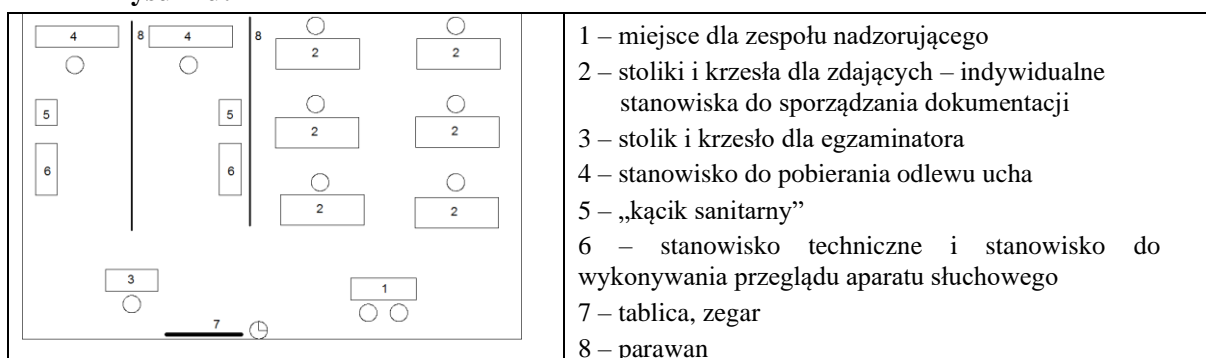 4
8
4
8
2
2
5
5
2
2
6
6
2
2
3
1
7
1 – miejsce dla zespołu nadzorującego
2 – stoliki i krzesła dla zdających – indywidualne
stanowiska do sporządzania dokumentacji
3 – stolik i krzesło dla egzaminatora
4 – stanowisko do pobierania odlewu ucha
5 – „kącik sanitarny”
6 – stanowisko techniczne i stanowisko do
wykonywania przeglądu aparatu słuchowego
7 – tablica, zegar
8 – parawan